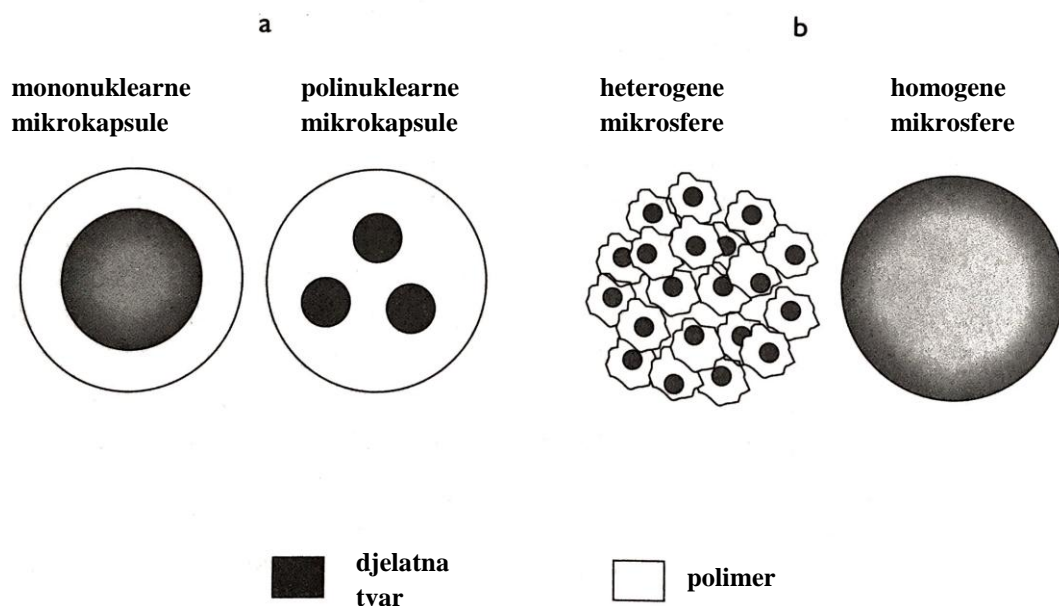 a
b
mononuklearne
mikrokapsule
polinuklearne
mikrokapsule
heterogene
mikrosfere
homogene
mikrosfere
djelatna
tvar
polimer